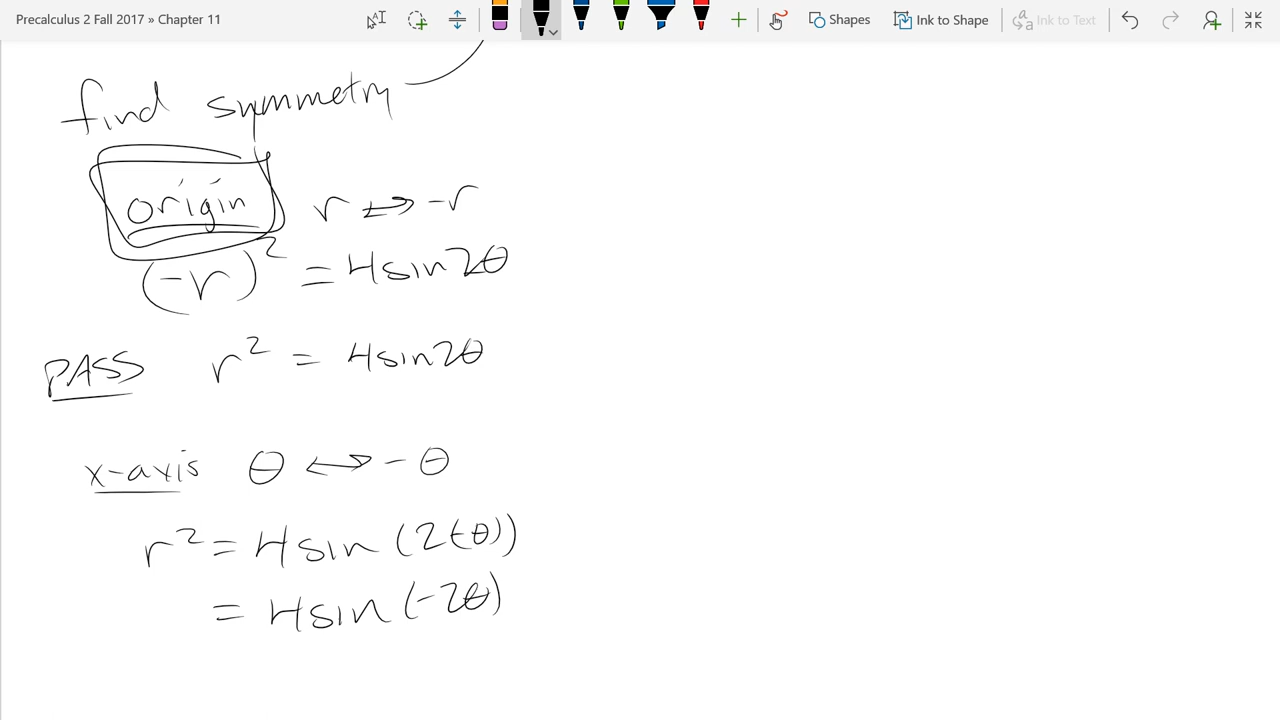 Precalculus 2 Fall 2017 » Chapter 11 Shapes Ink to Shape Ink to Text
find symmetry
origin r ↔ -r
(-r)² = 4sin2θ
PASS r² = 4sin2θ
x-axis θ ↔ -θ
r² = 4sin(2(-θ))
= 4sin(-2θ)